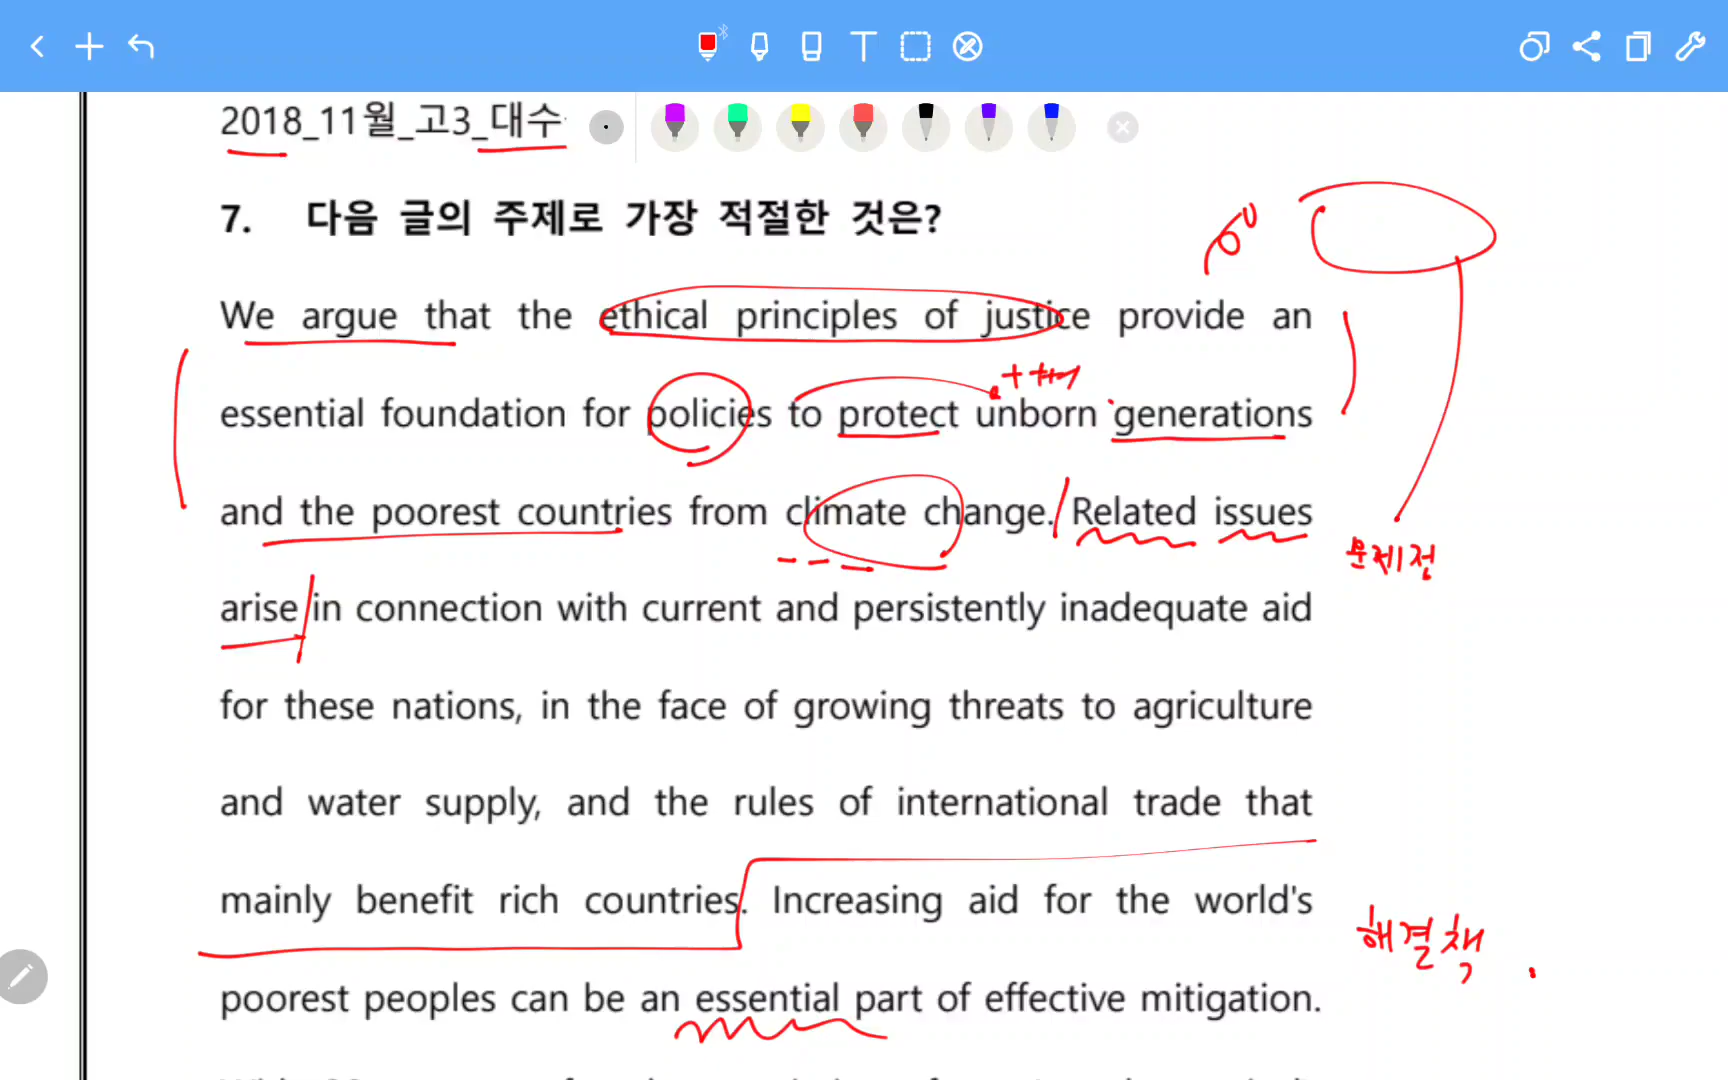 2018_11월_고3_대수
7. 다음 글의 주제로 가장 적절한 것은?
We argue that the ethical principles of justice provide an
essential foundation for policies to protect unborn generations
and the poorest countries from climate change. Related issues
문제점
arise in connection with current and persistently inadequate aid
for these nations, in the face of growing threats to agriculture
and water supply, and the rules of international trade that
mainly benefit rich countries. Increasing aid for the world's
해결책
poorest peoples can be an essential part of effective mitigation.